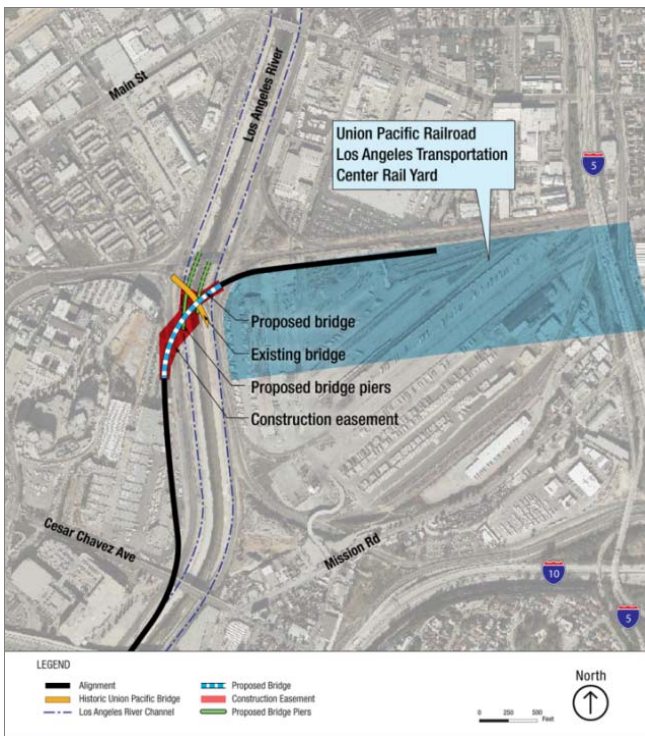 Main St
Los Angeles River
Union Pacific Railroad
Los Angeles Transportation
Center Rail Yard
5
Proposed bridge
Existing bridge
Proposed bridge piers
Construction easement
Cesar Chavez Ave
Mission Rd
10
5
LEGEND
Alignment
Historic Union Pacific Bridge
Los Angeles River Channel
Proposed Bridge
Construction Easement
Proposed Bridge Piers
0 250 500
Feet
North